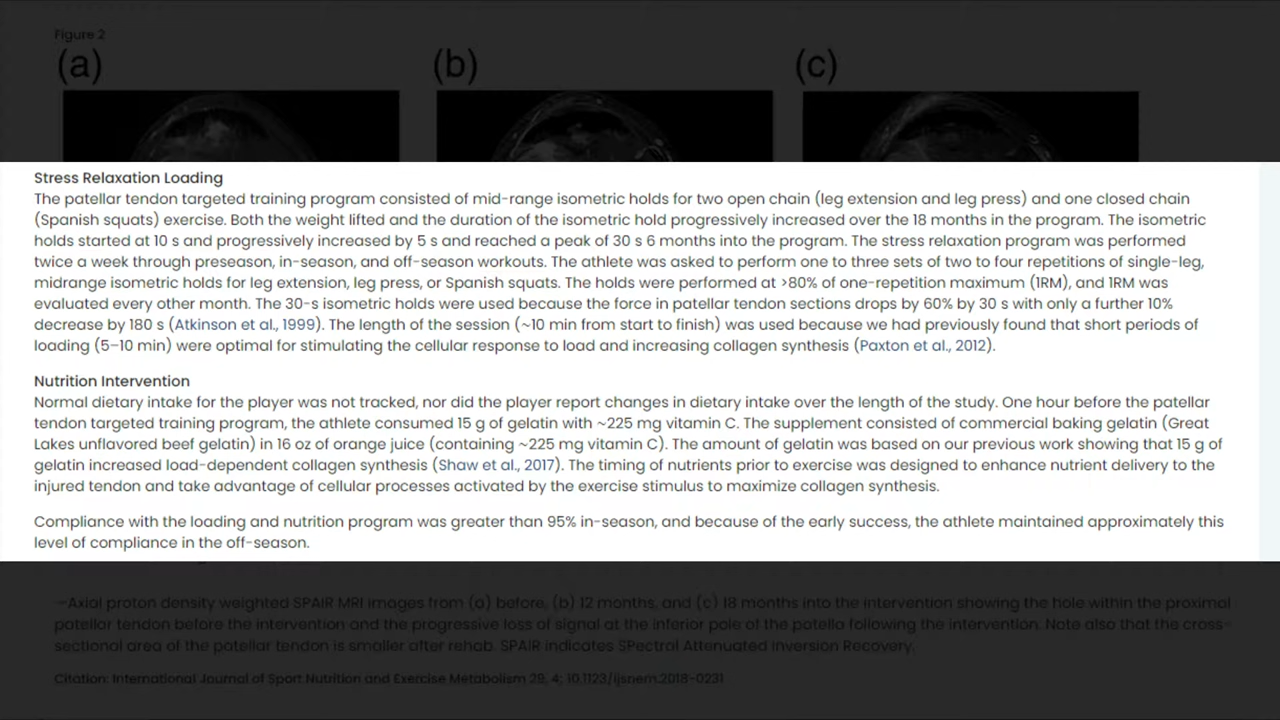 Figure 2
(a) (b) (c)
Stress Relaxation Loading
The patellar tendon targeted training program consisted of mid-range isometric holds for two open chain (leg extension and leg press) and one closed chain
(Spanish squats) exercise. Both the weight lifted and the duration of the isometric hold progressively increased over the 18 months in the program. The isometric
holds started at 10 s and progressively increased by 5 s and reached a peak of 30 s 6 months into the program. The stress relaxation program was performed
twice a week through preseason, in-season, and off-season workouts. The athlete was asked to perform one to three sets of two to four repetitions of single-leg,
midrange isometric holds for leg extension, leg press, or Spanish squats. The holds were performed at >80% of one-repetition maximum (1RM), and 1RM was
evaluated every other month. The 30-s isometric holds were used because the force in patellar tendon sections drops by 60% by 30 s with only a further 10%
decrease by 180 s (Atkinson et al., 1999). The length of the session (~10 min from start to finish) was used because we had previously found that short periods of
loading (5–10 min) were optimal for stimulating the cellular response to load and increasing collagen synthesis (Paxton et al., 2012).
Nutrition Intervention
Normal dietary intake for the player was not tracked, nor did the player report changes in dietary intake over the length of the study. One hour before the patellar
tendon targeted training program, the athlete consumed 15 g of gelatin with ~225 mg vitamin C. The supplement consisted of commercial baking gelatin (Great
Lakes unflavored beef gelatin) in 16 oz of orange juice (containing ~225 mg vitamin C). The amount of gelatin was based on our previous work showing that 15 g of
gelatin increased load-dependent collagen synthesis (Shaw et al., 2017). The timing of nutrients prior to exercise was designed to enhance nutrient delivery to the
injured tendon and take advantage of cellular processes activated by the exercise stimulus to maximize collagen synthesis.
Compliance with the loading and nutrition program was greater than 95% in-season, and because of the early success, the athlete maintained approximately this
level of compliance in the off-season.
—Axial proton density weighted SPAIR MRI images from (a) before, (b) 12 months, and (c) 18 months into the intervention showing the hole within the proximal
patellar tendon before the intervention and the progressive loss of signal at the inferior pole of the patella following the intervention. Note also that the cross-
sectional area of the patellar tendon is smaller after rehab. SPAIR indicates SPectral Attenuated Inversion Recovery.
Citation: International Journal of Sport Nutrition and Exercise Metabolism 29, 4; 10.1123/ijsnem.2018-0231